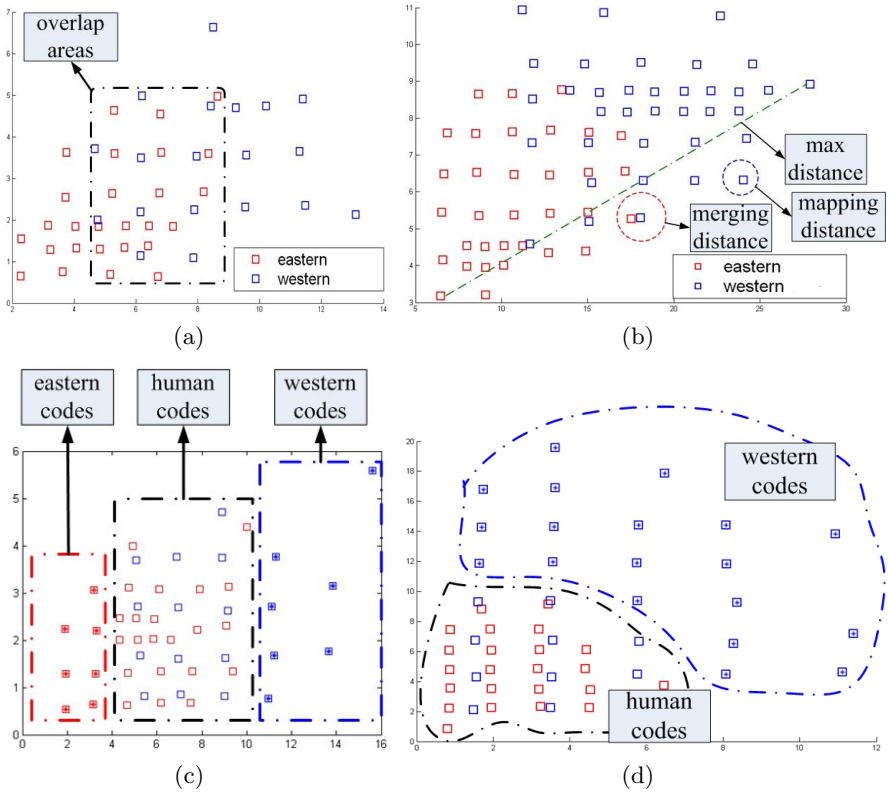 overlap
areas
7
6
5
4
3
2
1
0
2
4
6
8
10
12
14
eastern
western
(a)
11
10
9
8
7
6
5
4
3
5
10
15
20
25
30
max
distance
mapping
distance
merging
distance
eastern
western
(b)
eastern
codes
human
codes
western
codes
6
5
4
3
2
1
0
0
2
4
6
8
10
12
14
16
(c)
20
18
16
14
12
10
8
6
4
2
0
0
2
4
6
8
10
12
western
codes
human
codes
(d)